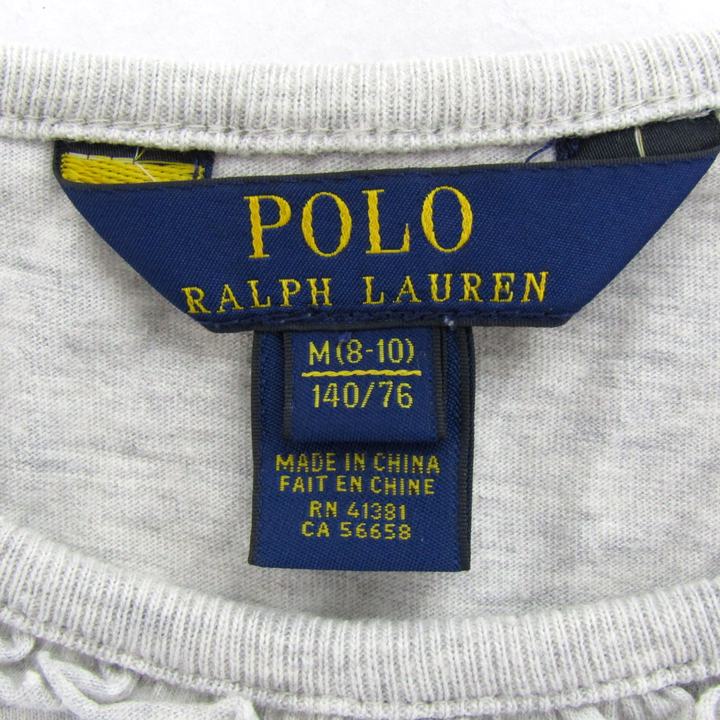 POLO
RALPH LAUREN
M(8-10)
140/76
MADE IN CHINA
FAIT EN CHINE
RN 41381
CA 56658